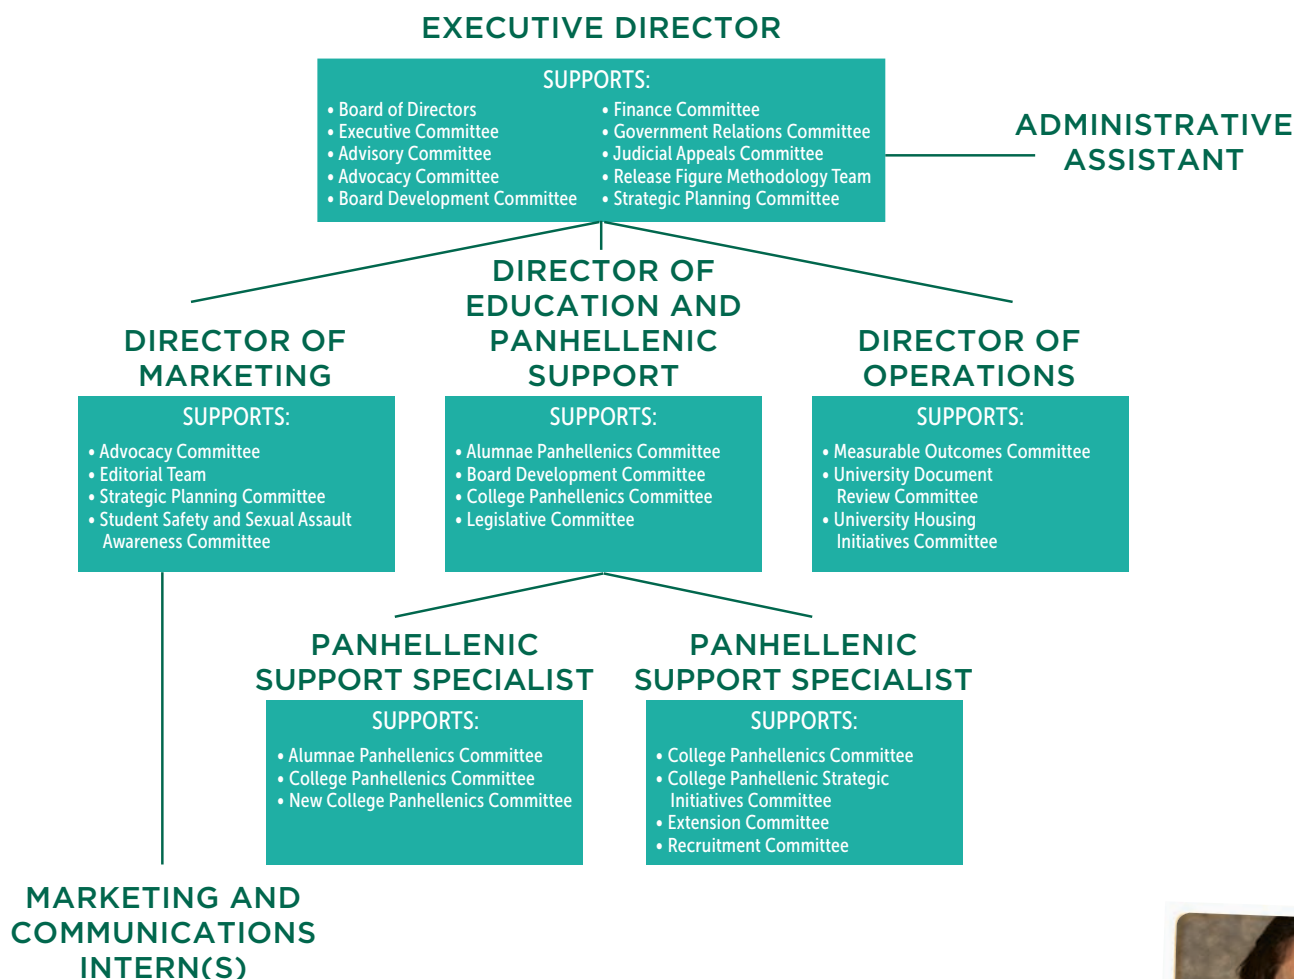 EXECUTIVE DIRECTOR
SUPPORTS:
• Board of Directors
• Executive Committee
• Advisory Committee
• Advocacy Committee
• Board Development Committee
• Finance Committee
• Government Relations Committee
• Judicial Appeals Committee
• Release Figure Methodology Team
• Strategic Planning Committee
ADMINISTRATIVE
ASSISTANT
DIRECTOR OF
MARKETING
SUPPORTS:
• Advocacy Committee
• Editorial Team
• Strategic Planning Committee
• Student Safety and Sexual Assault
Awareness Committee
DIRECTOR OF
EDUCATION AND
PANHELLENIC
SUPPORT
SUPPORTS:
• Alumnae Panhellenics Committee
• Board Development Committee
• College Panhellenics Committee
• Legislative Committee
DIRECTOR OF
OPERATIONS
SUPPORTS:
• Measurable Outcomes Committee
• University Document
Review Committee
• University Housing
Initiatives Committee
PANHELLENIC
SUPPORT SPECIALIST
SUPPORTS:
• Alumnae Panhellenics Committee
• College Panhellenics Committee
• New College Panhellenics Committee
PANHELLENIC
SUPPORT SPECIALIST
SUPPORTS:
• College Panhellenics Committee
• College Panhellenic Strategic
Initiatives Committee
• Extension Committee
• Recruitment Committee
MARKETING AND
COMMUNICATIONS
INTERN(S)